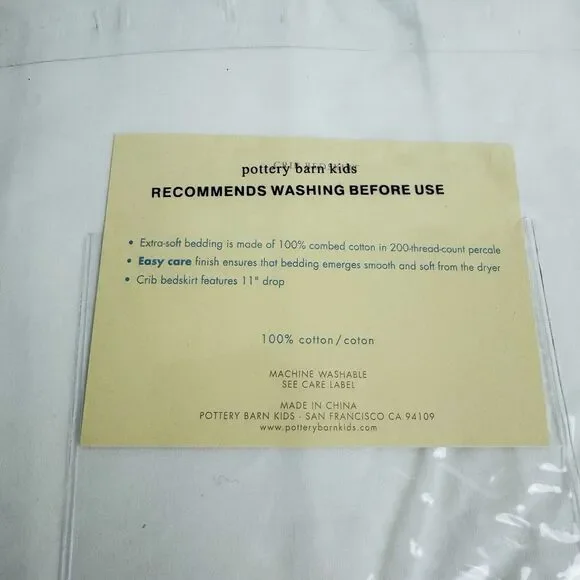 CRIB BEDSKIRT
pottery barn kids
RECOMMENDS WASHING BEFORE USE
• Extra-soft bedding is made of 100% combed cotton in 200-thread-count percale
• Easy care finish ensures that bedding emerges smooth and soft from the dryer
• Crib bedskirt features 11" drop
100% cotton/coton
MACHINE WASHABLE
SEE CARE LABEL
MADE IN CHINA
POTTERY BARN KIDS - SAN FRANCISCO CA 94109
www.potterybarnkids.com